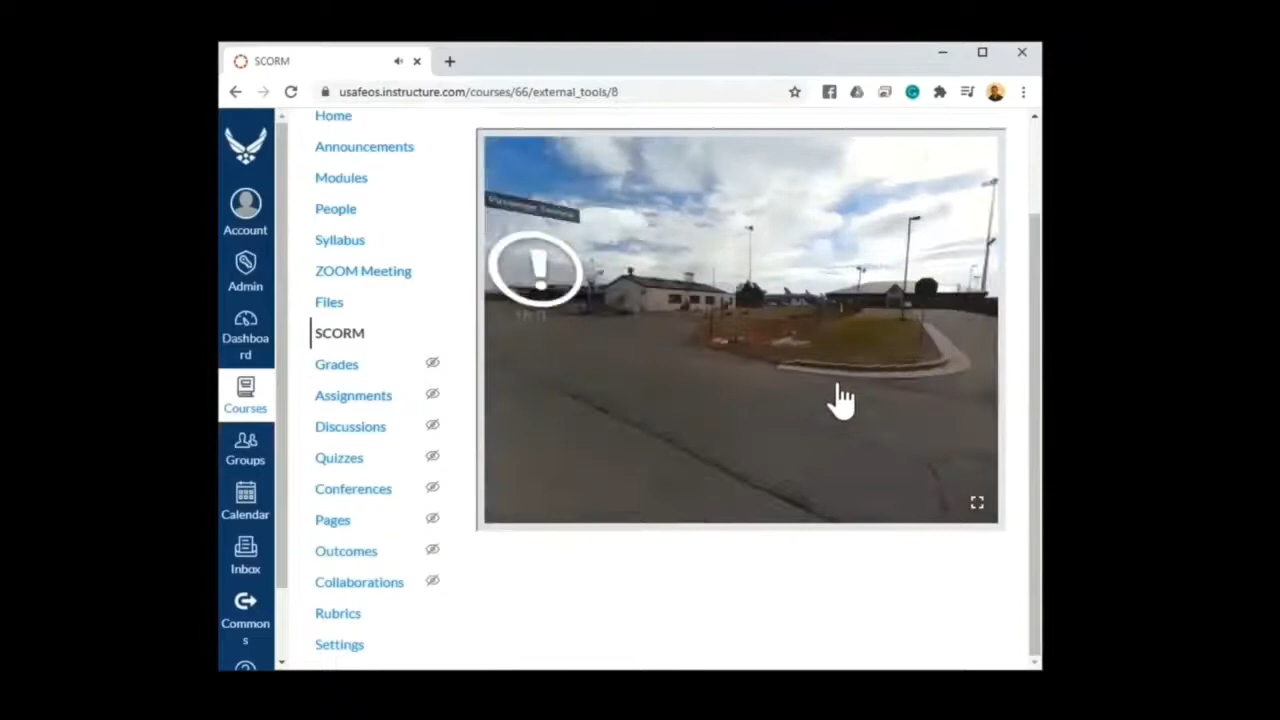 SCORM
usafeos.instructure.com/courses/66/external_tools/8
Account
Admin
Dashboa
rd
Courses
Groups
Calendar
Inbox
Common
s
Home
Announcements
Modules
People
Syllabus
ZOOM Meeting
Files
SCORM
Grades
Assignments
Discussions
Quizzes
Conferences
Pages
Outcomes
Collaborations
Rubrics
Settings
!